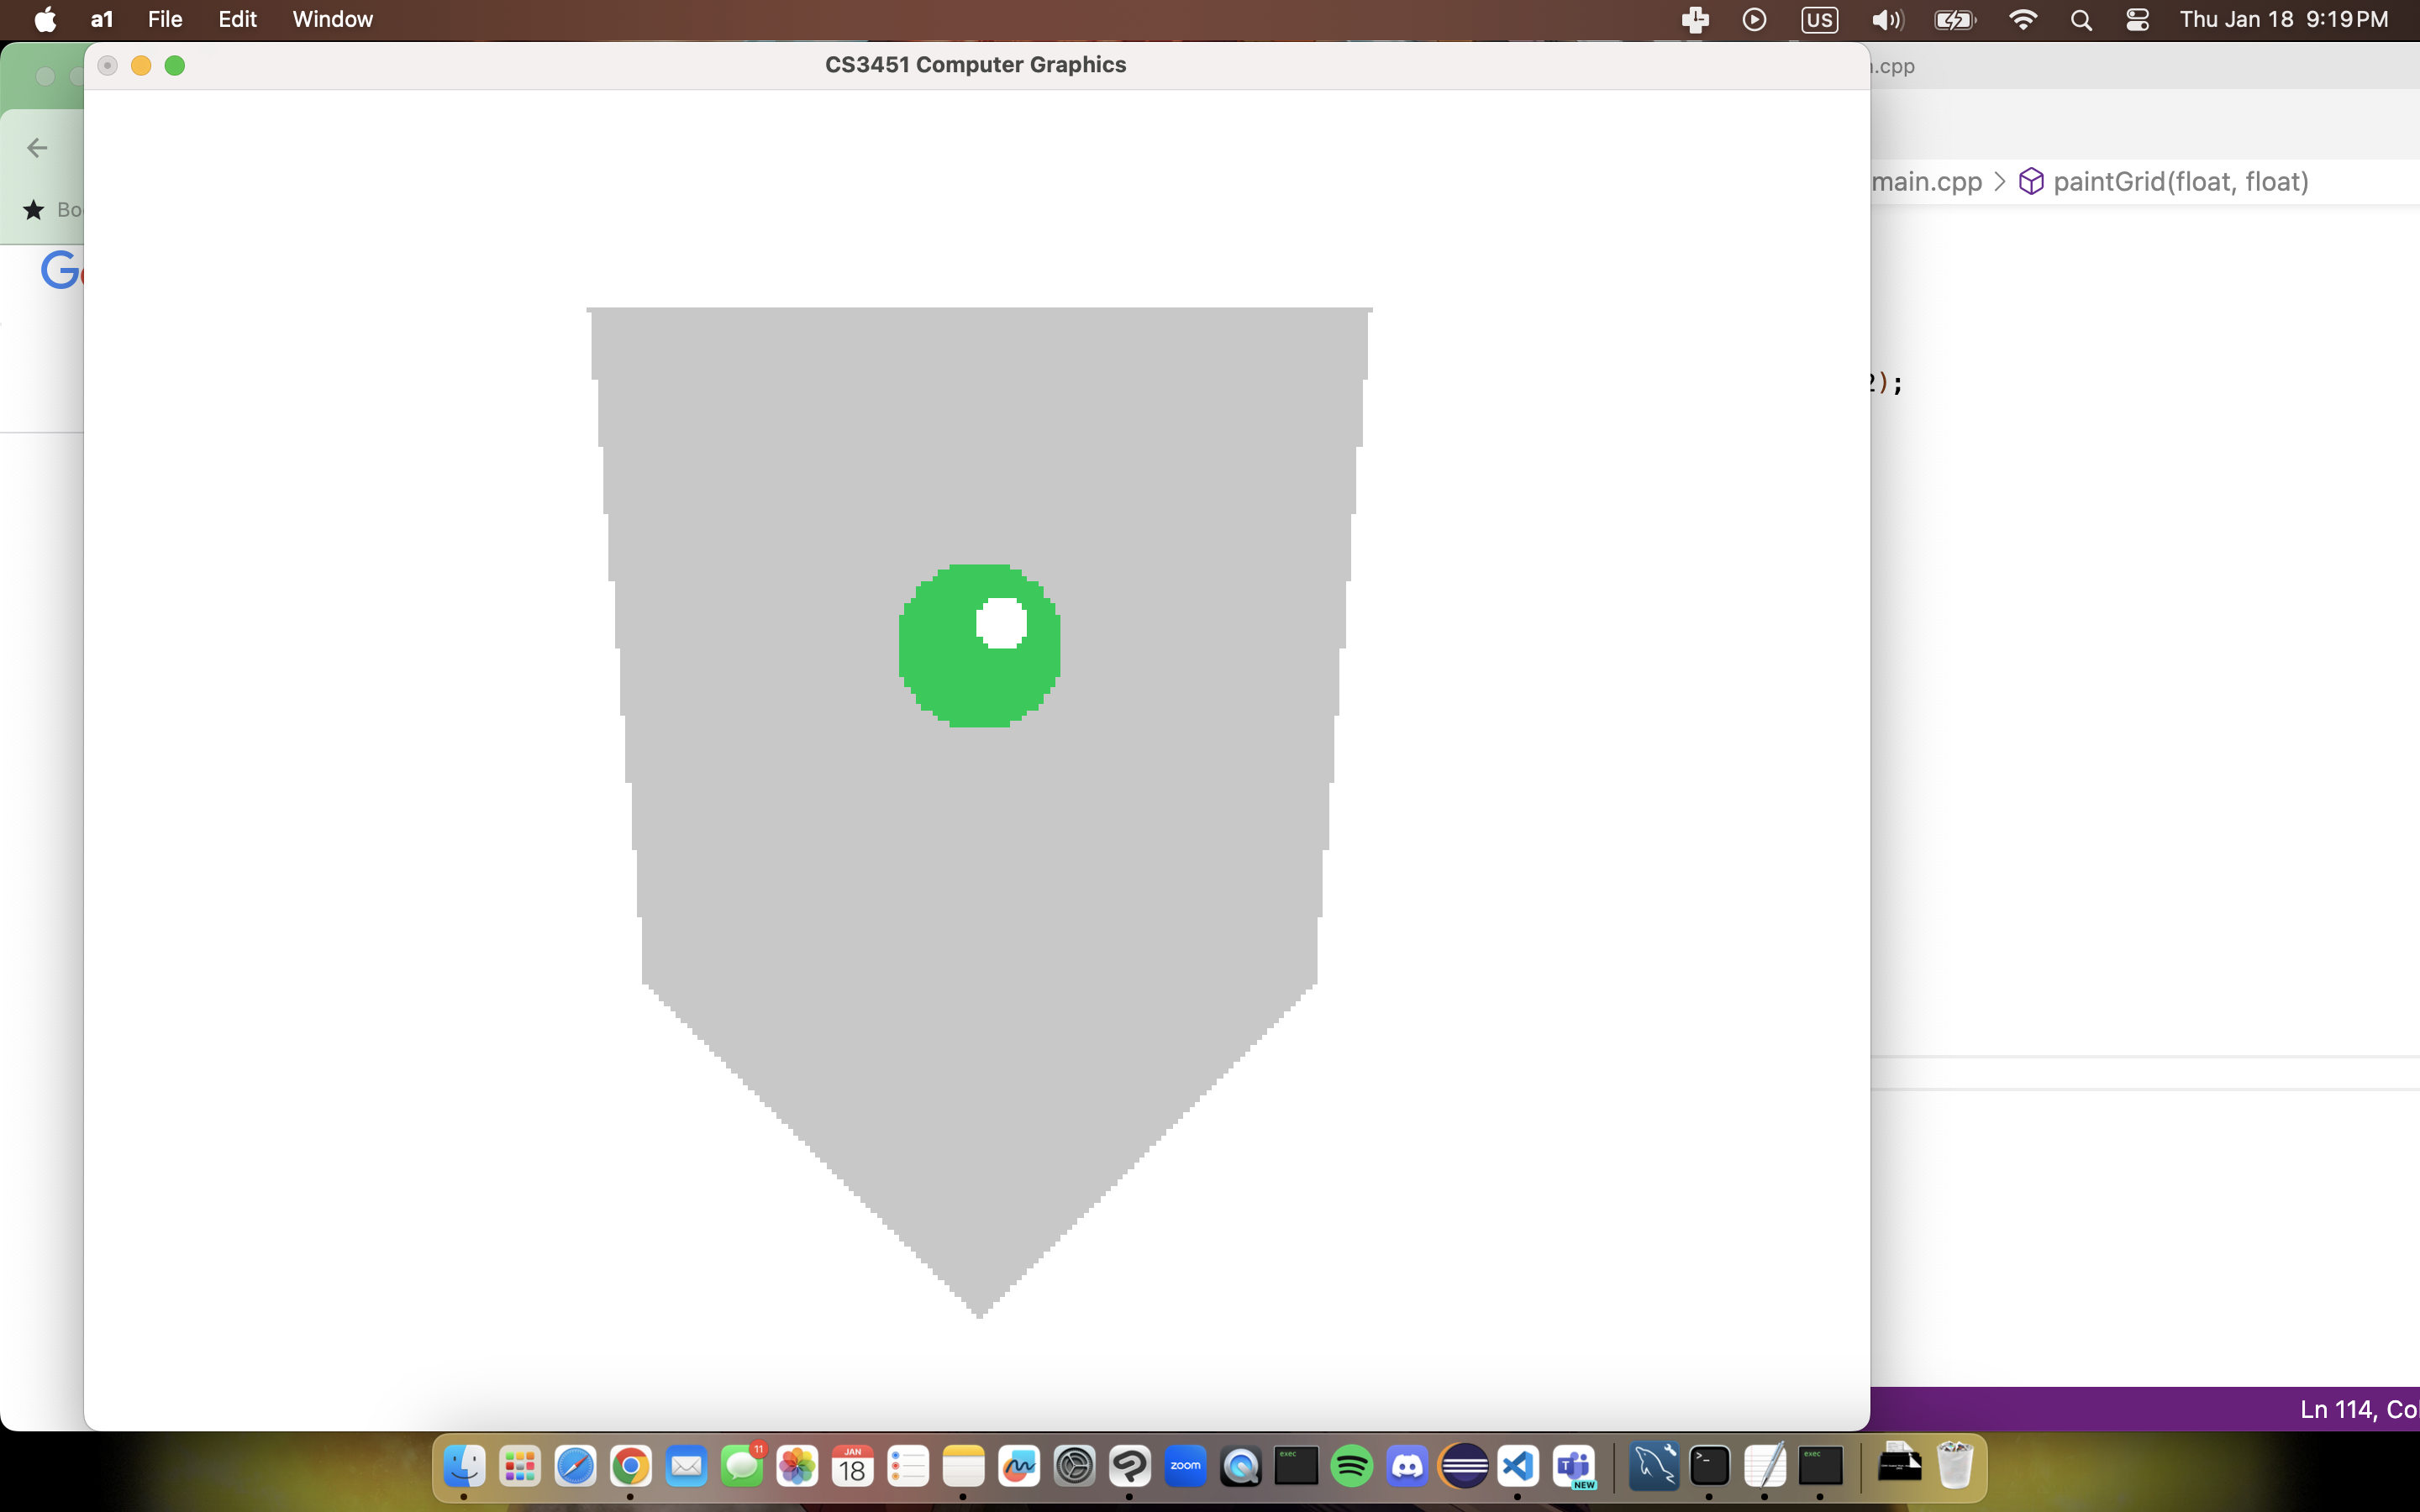 a1 File Edit Window US Thu Jan 18 9:19 PM
CS3451 Computer Graphics
.cpp
main.cpp > paintGrid(float, float)
Bo
G
2);
Ln 114, Co
11
JAN
18
zoom
exec
>_
exec
T
NEW